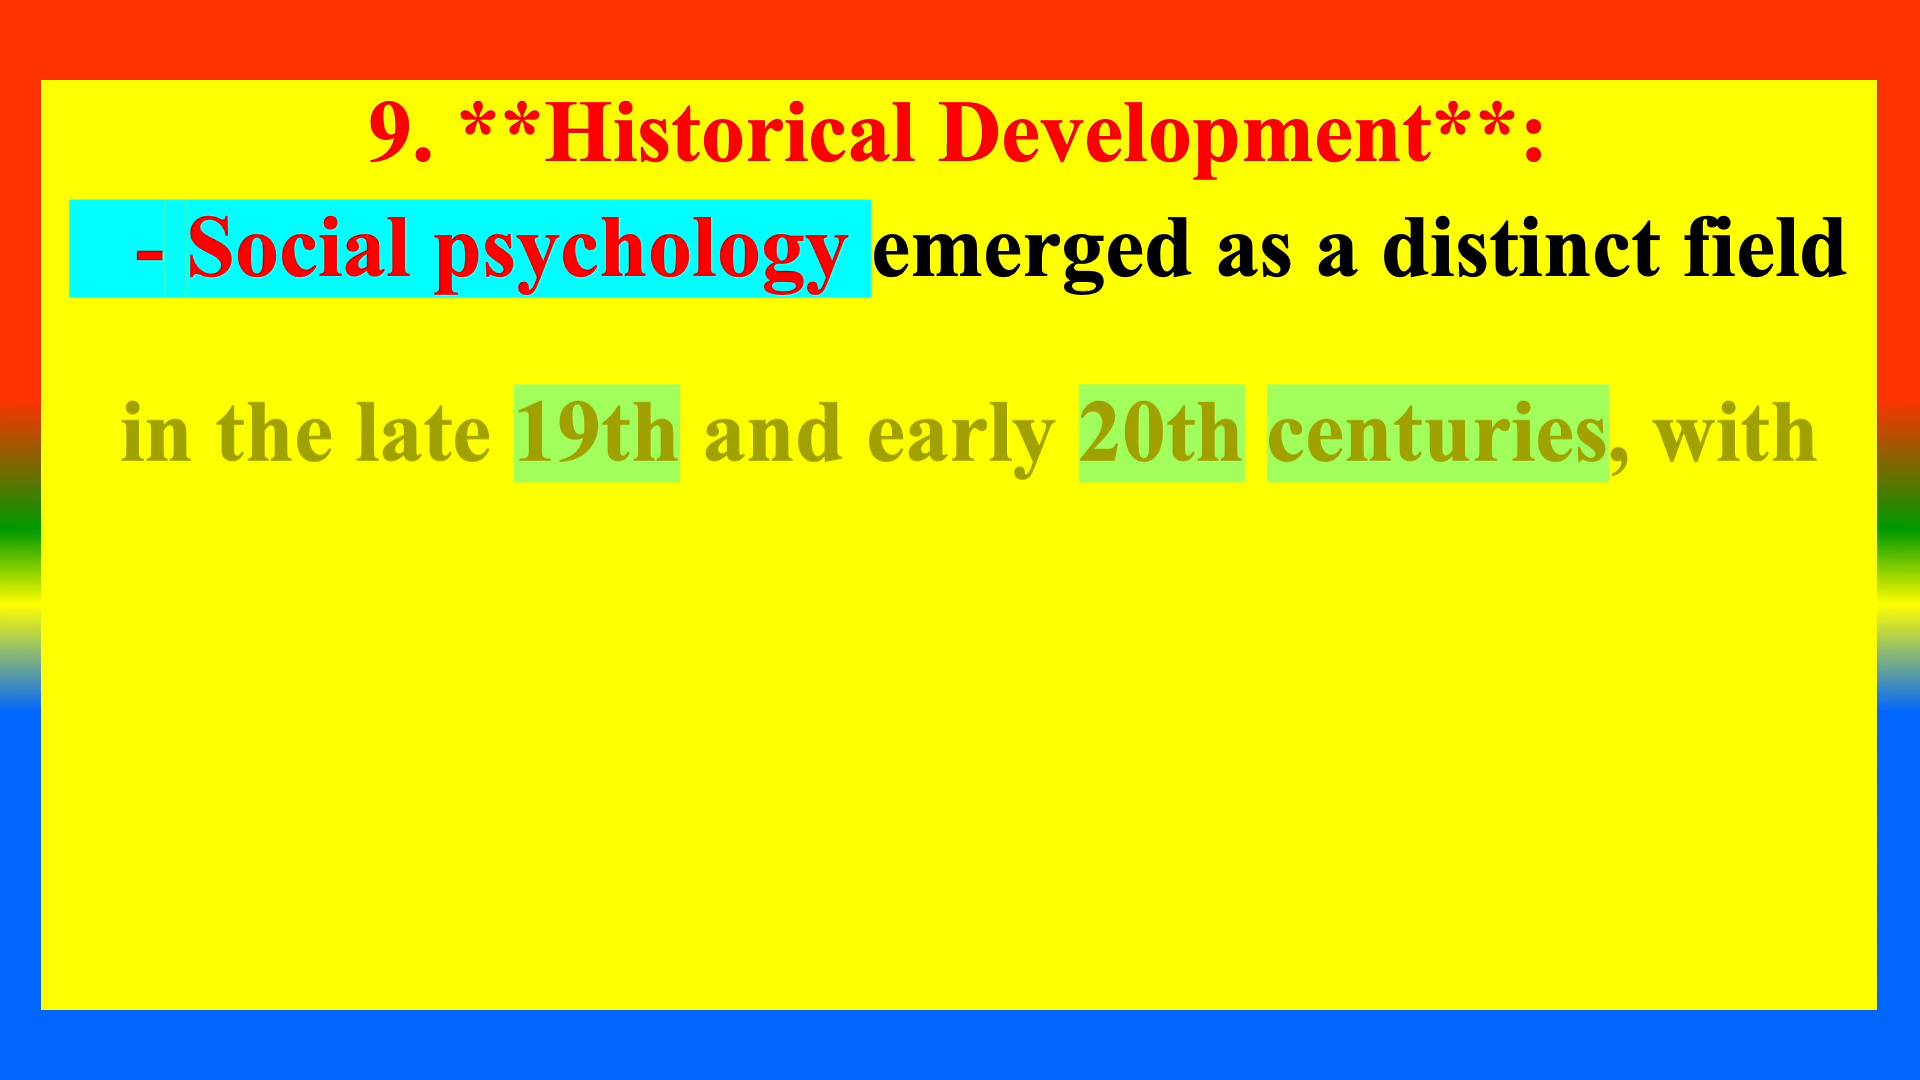 9. **Historical Development**:
- Social psychology emerged as a distinct field
in the late 19th and early 20th centuries, with